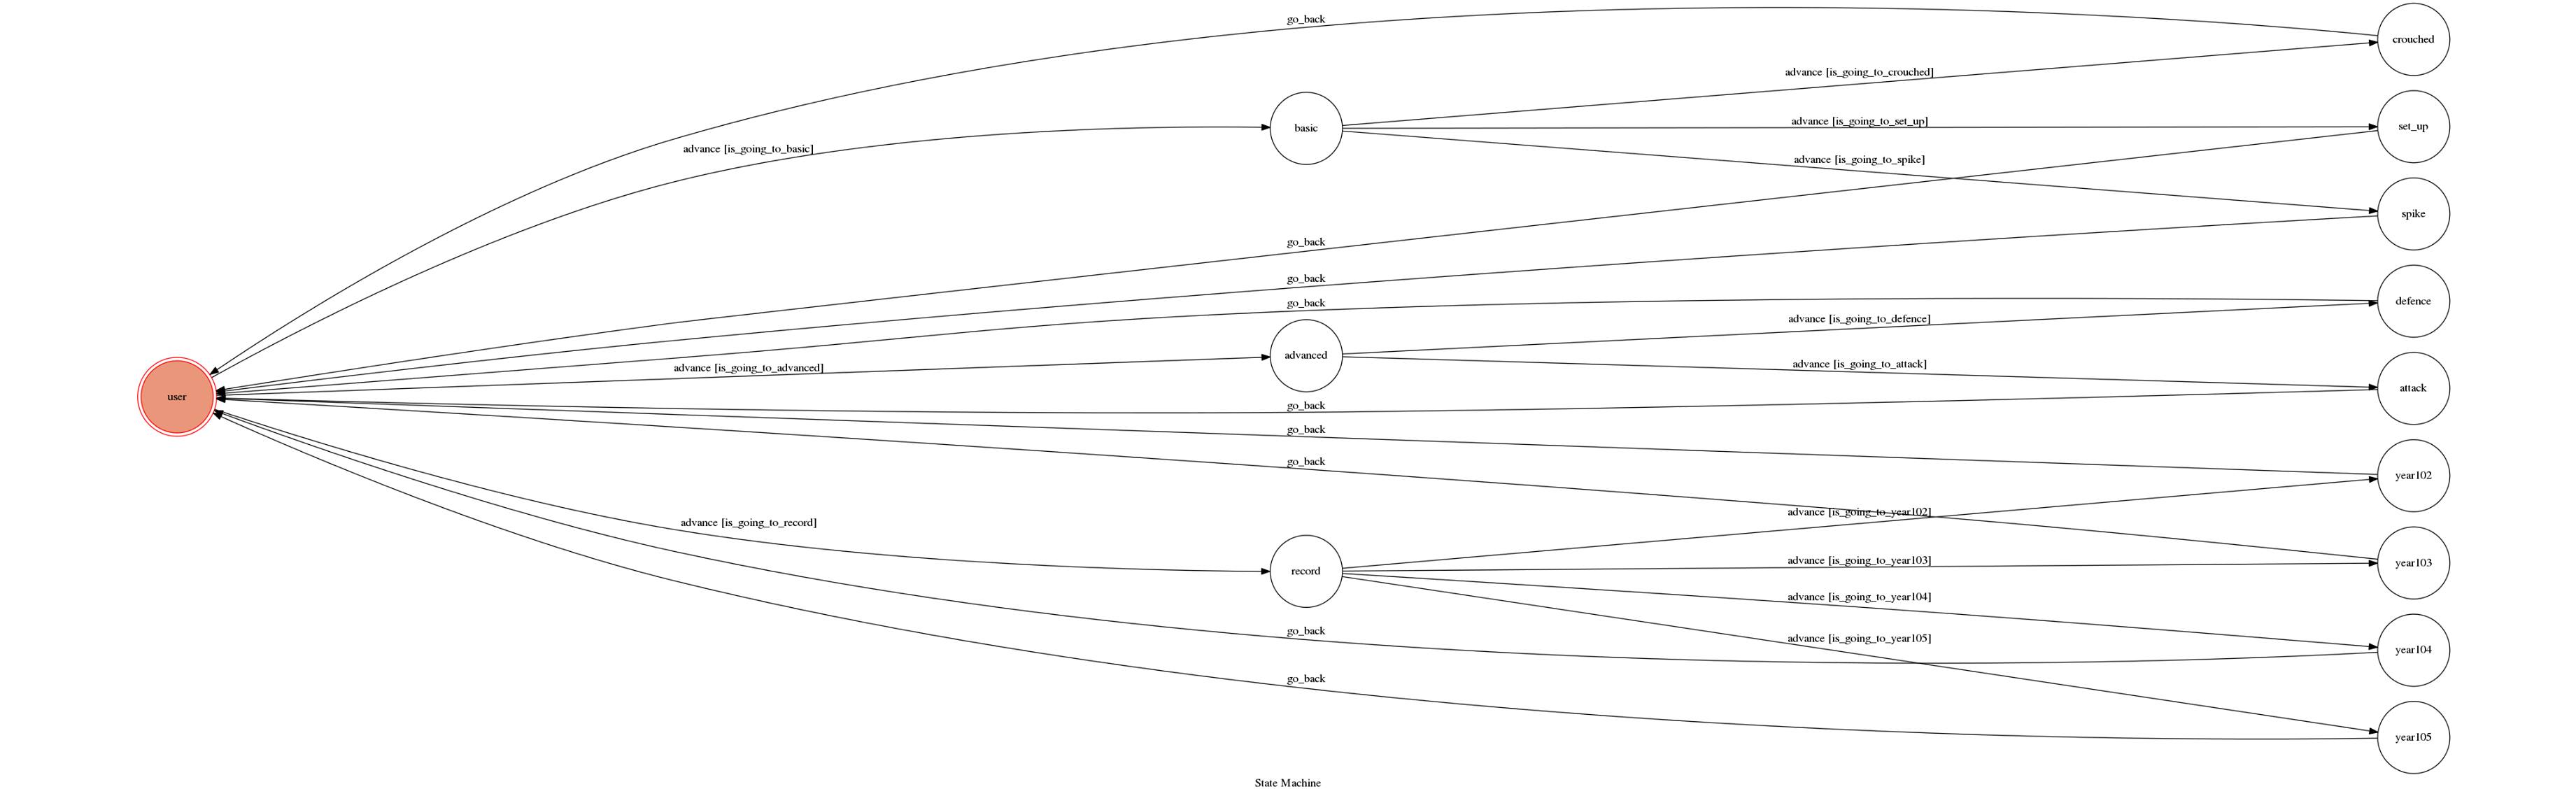 go_back
crouched
advance [is_going_to_crouched]
advance [is_going_to_set_up]
set_up
basic
advance [is_going_to_basic]
advance [is_going_to_spike]
spike
go_back
go_back
go_back
defence
advance [is_going_to_defence]
advanced
advance [is_going_to_advanced]
advance [is_going_to_attack]
attack
user
go_back
go_back
go_back
year102
advance [is_going_to_record]
advance [is_going_to_year102]
advance [is_going_to_year103]
year103
record
advance [is_going_to_year104]
go_back
advance [is_going_to_year105]
year104
go_back
year105
State Machine